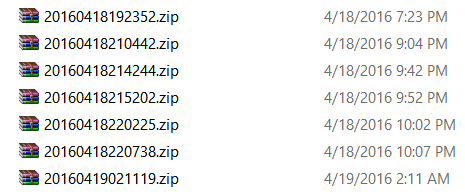 20160418192352.zip 4/18/2016 7:23 PM
20160418210442.zip 4/18/2016 9:04 PM
20160418214244.zip 4/18/2016 9:42 PM
20160418215202.zip 4/18/2016 9:52 PM
20160418220225.zip 4/18/2016 10:02 PM
20160418220738.zip 4/18/2016 10:07 PM
20160419021119.zip 4/19/2016 2:11 AM